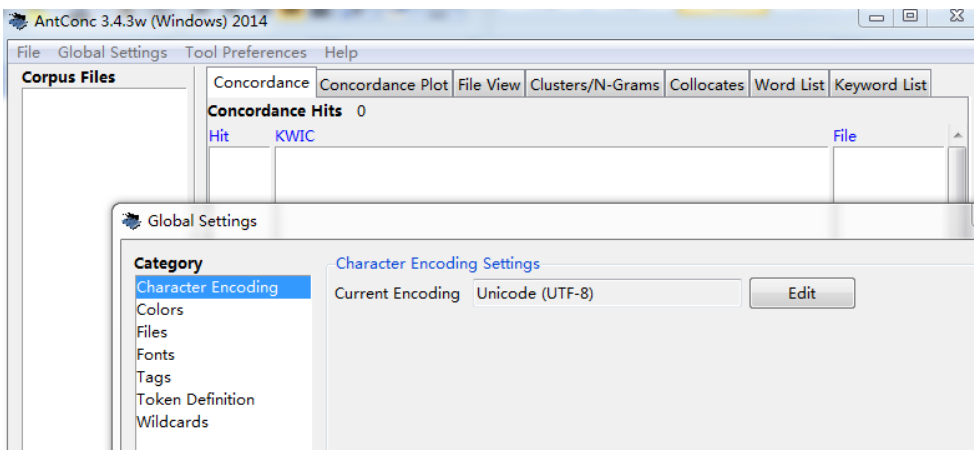 AntConc 3.4.3w (Windows) 2014
File Global Settings Tool Preferences Help
Corpus Files
Concordance Concordance Plot File View Clusters/N-Grams Collocates Word List Keyword List
Concordance Hits 0
Hit KWIC File
Global Settings
Category
Character Encoding
Colors
Files
Fonts
Tags
Token Definition
Wildcards
Character Encoding Settings
Current Encoding Unicode (UTF-8) Edit